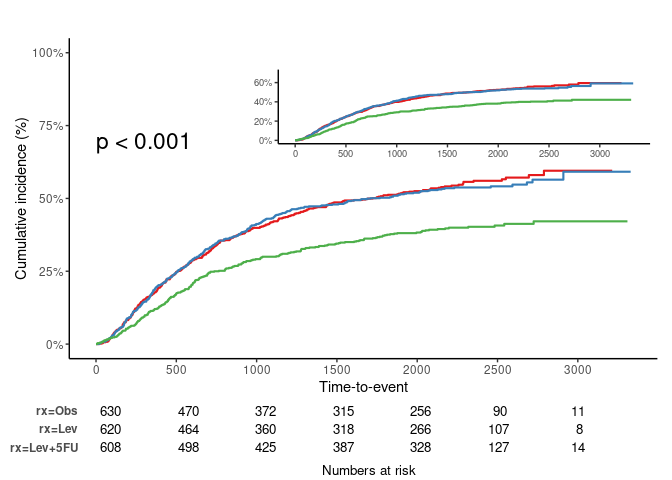 100%
75%
50%
25%
0%
Cumulative incidence (%)
p < 0.001
60%
40%
20%
0%
0 500 1000 1500 2000 2500 3000
0 500 1000 1500 2000 2500 3000
Time-to-event
rx=Obs 630 470 372 315 256 90 11
rx=Lev 620 464 360 318 266 107 8
rx=Lev+5FU 608 498 425 387 328 127 14
Numbers at risk